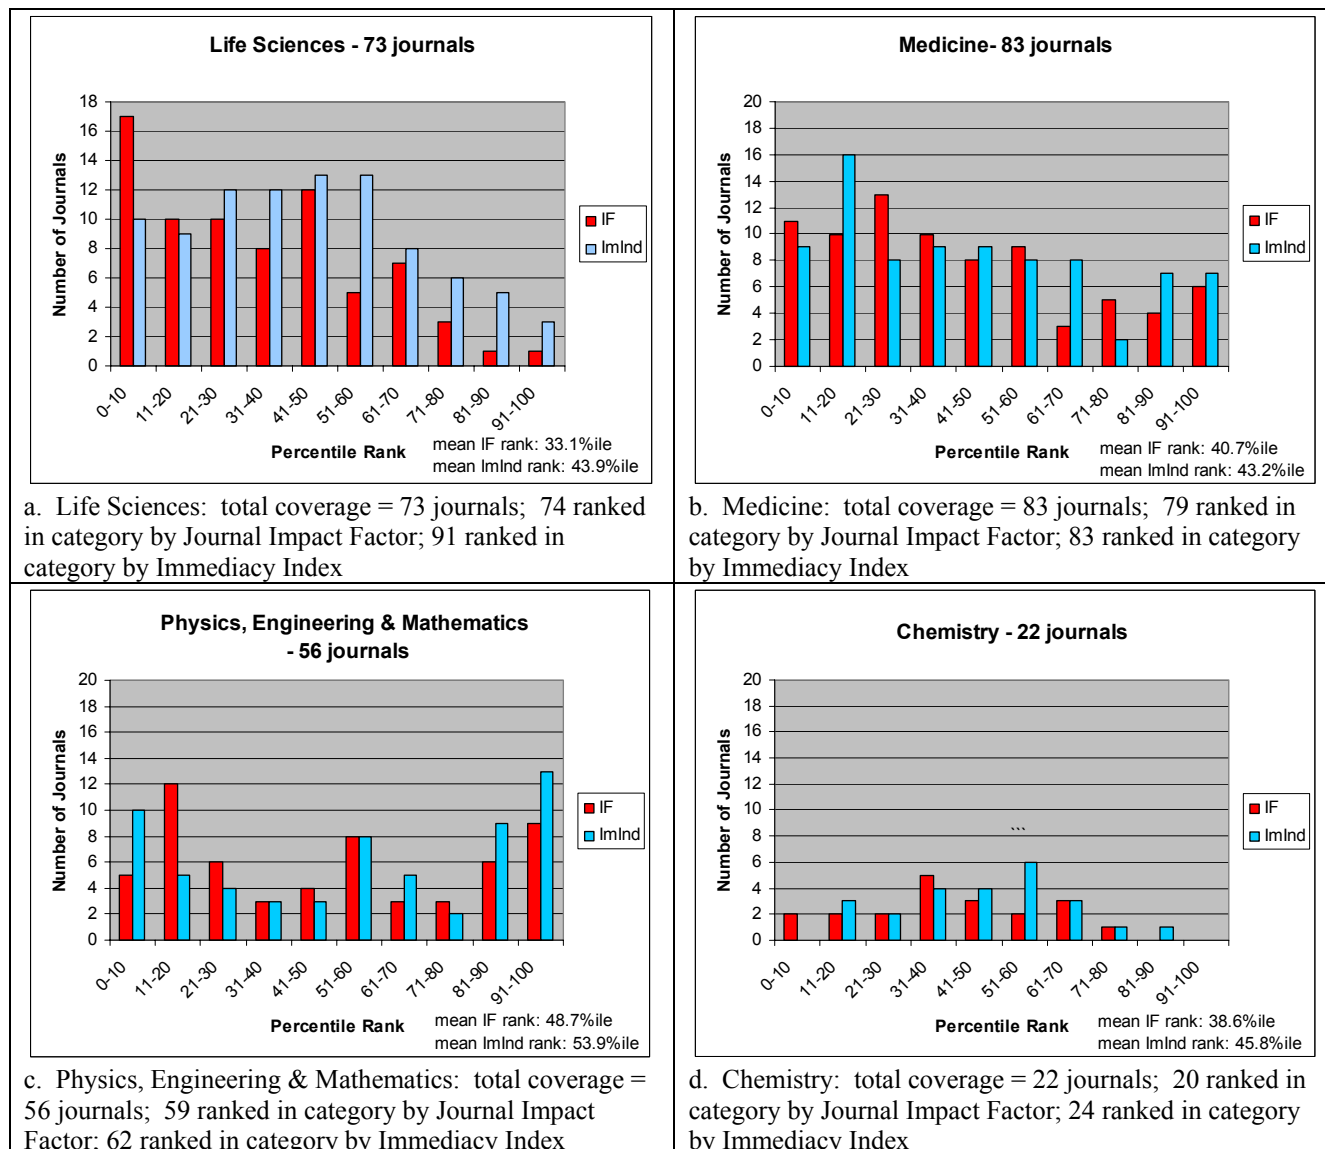 Life Sciences - 73 journals
Number of Journals
18
16
14
12
10
8
6
4
2
0
0-10
11-20
21-30
31-40
41-50
51-60
61-70
71-80
81-90
91-100
IF
ImInd
Percentile Rank
mean IF rank: 33.1%ile
mean ImInd rank: 43.9%ile
a. Life Sciences: total coverage = 73 journals; 74 ranked
in category by Journal Impact Factor; 91 ranked in
category by Immediacy Index
Medicine- 83 journals
Number of Journals
20
18
16
14
12
10
8
6
4
2
0
0-10
11-20
21-30
31-40
41-50
51-60
61-70
71-80
81-90
91-100
IF
ImInd
Percentile Rank
mean IF rank: 40.7%ile
mean ImInd rank: 43.2%ile
b. Medicine: total coverage = 83 journals; 79 ranked in
category by Journal Impact Factor; 83 ranked in category
by Immediacy Index
Physics, Engineering & Mathematics
- 56 journals
Number of Journals
20
18
16
14
12
10
8
6
4
2
0
0-10
11-20
21-30
31-40
41-50
51-60
61-70
71-80
81-90
91-100
IF
ImInd
Percentile Rank
mean IF rank: 48.7%ile
mean ImInd rank: 53.9%ile
c. Physics, Engineering & Mathematics: total coverage =
56 journals; 59 ranked in category by Journal Impact
Factor; 62 ranked in category by Immediacy Index
Chemistry - 22 journals
Number of Journals
20
18
16
14
12
10
8
6
4
2
0
```
0-10
11-20
21-30
31-40
41-50
51-60
61-70
71-80
81-90
91-100
IF
ImInd
Percentile Rank
mean IF rank: 38.6%ile
mean ImInd rank: 45.8%ile
d. Chemistry: total coverage = 22 journals; 20 ranked in
category by Journal Impact Factor; 24 ranked in category
by Immediacy Index